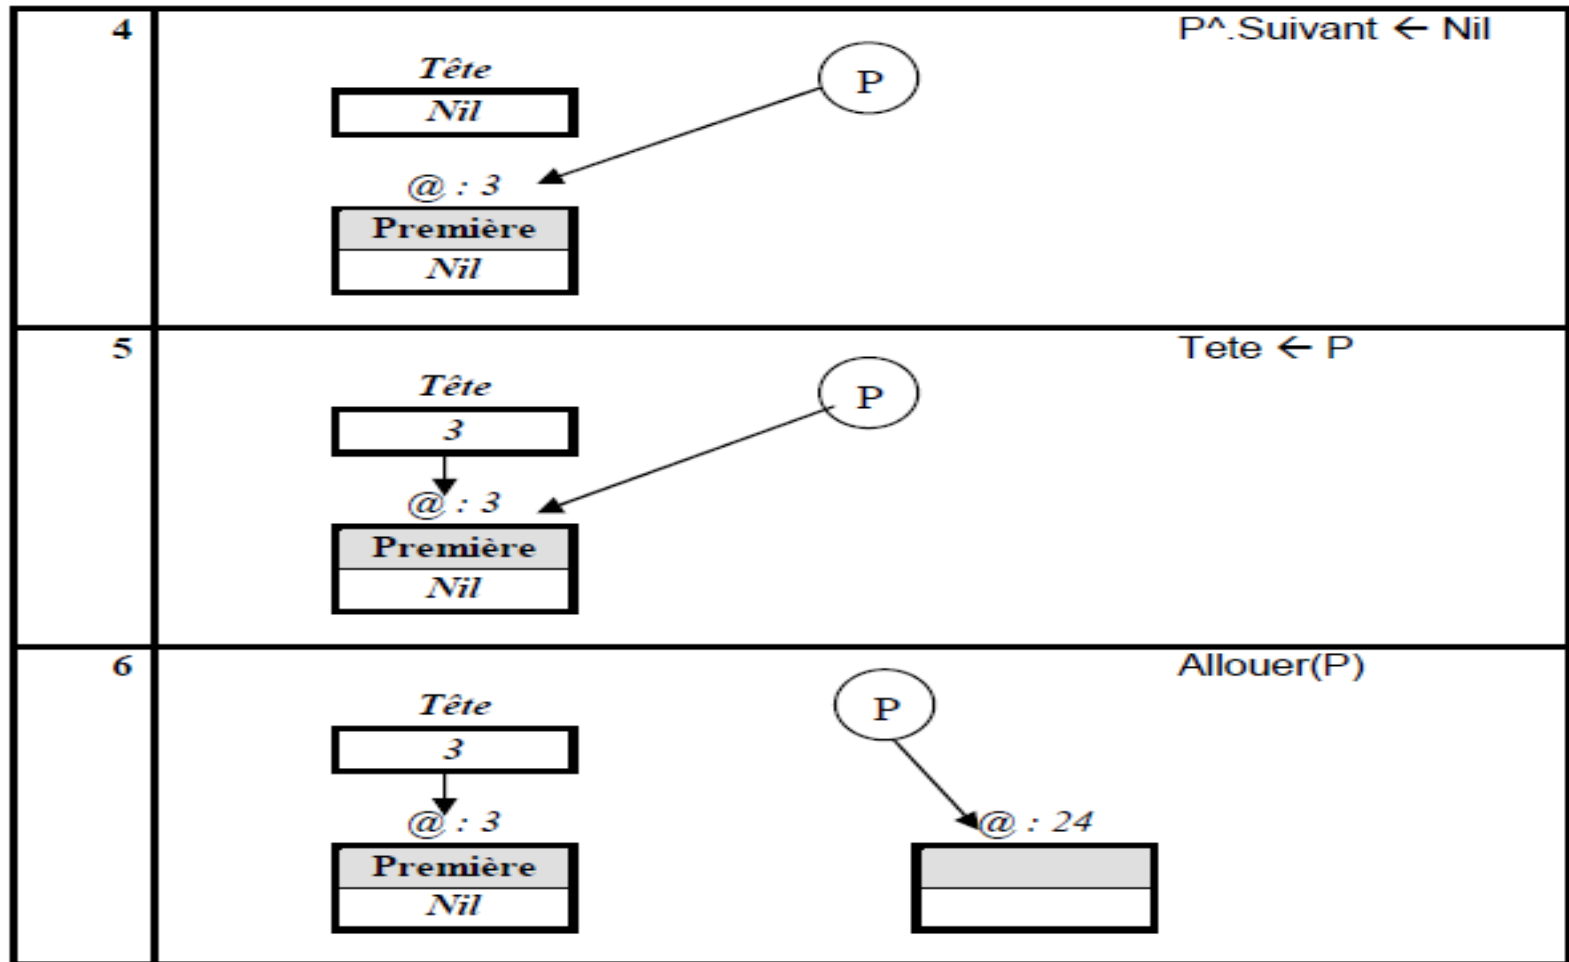 4
P^.Suivant ← Nil
Tête
P
Nil
@ : 3
Première
Nil
5
Tete ← P
Tête
P
3
@ : 3
Première
Nil
6
Allouer(P)
Tête
P
3
@ : 3
@ : 24
Première
Nil